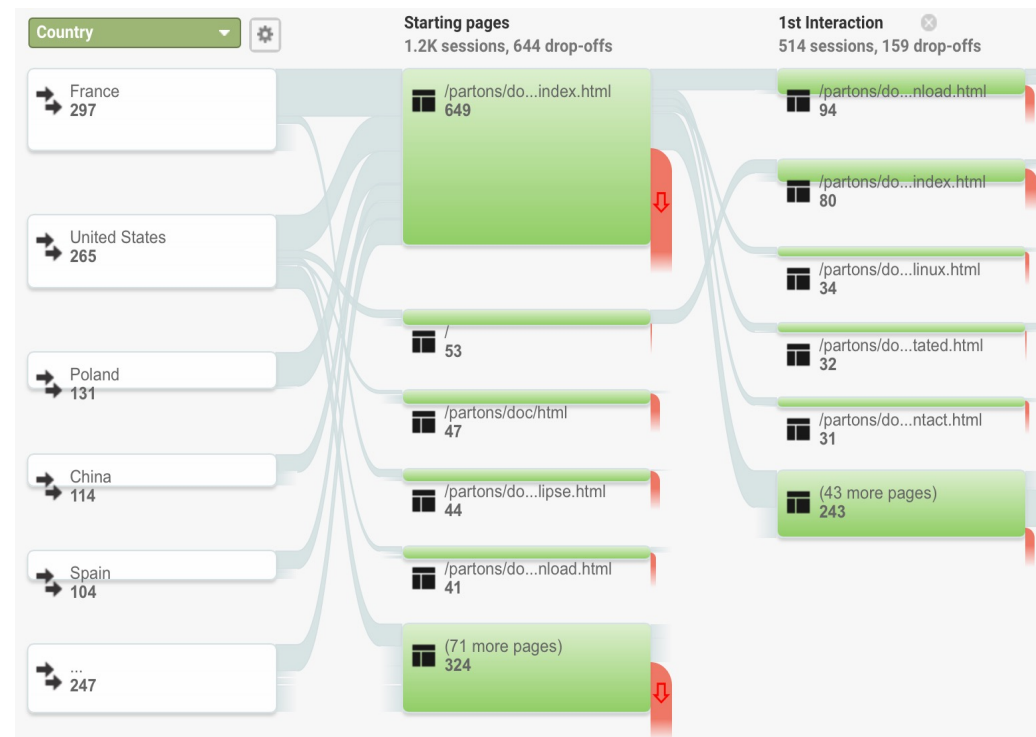 Country
France
297
United States
265
Poland
131
China
114
Spain
104
...
247
Starting pages
1.2K sessions, 644 drop-offs
/partons/do...index.html
649
/
53
/partons/doc/html
47
/partons/do...lipse.html
44
/partons/do...nload.html
41
(71 more pages)
324
1st Interaction
514 sessions, 159 drop-offs
/partons/do...nload.html
94
/partons/do...index.html
80
/partons/do...linux.html
34
/partons/do...tated.html
32
/partons/do...ntact.html
31
(43 more pages)
243